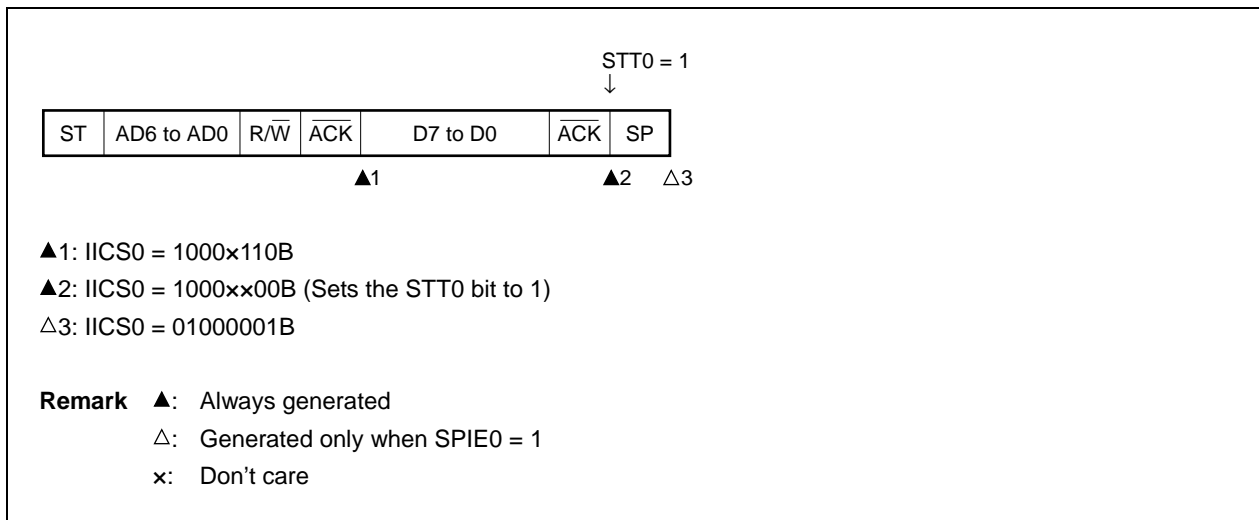 STT0 = 1
↓
ST AD6 to AD0 R/W̅ A̅C̅K̅ D7 to D0 A̅C̅K̅ SP
▲1 ▲2 △3
▲1: IICS0 = 1000×110B
▲2: IICS0 = 1000××00B (Sets the STT0 bit to 1)
△3: IICS0 = 01000001B
Remark ▲: Always generated
△: Generated only when SPIE0 = 1
×: Don't care